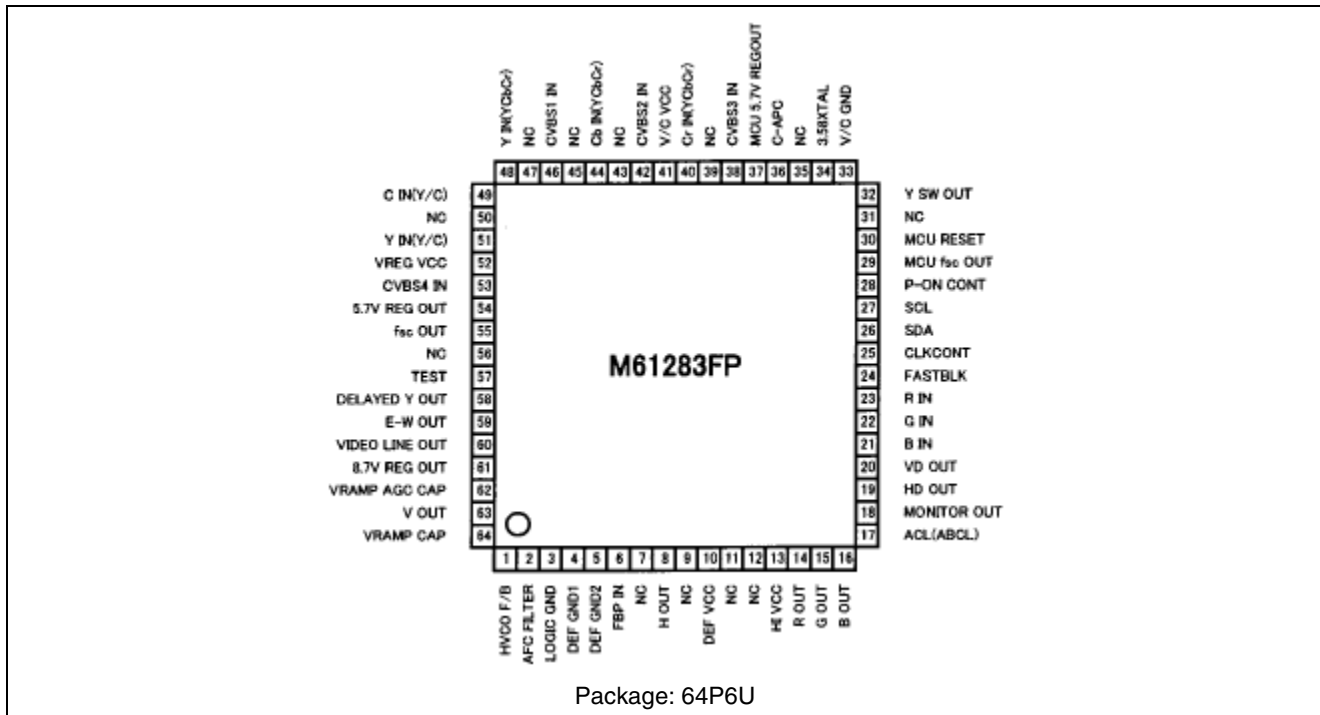 Y IN(YCbCr)
NC
CVBS1 IN
NC
Cb IN(YCbCr)
NC
CVBS2 IN
V/C VCC
Cr IN(YCbCr)
NC
CVBS3 IN
MCU 5.7V REGOUT
C-APC
NC
3.58XTAL
V/C GND
48 47 46 45 44 43 42 41 40 39 38 37 36 35 34 33
C IN(Y/C) 49
NC 50
Y IN(Y/C) 51
VREG VCC 52
CVBS4 IN 53
5.7V REG OUT 54
fsc OUT 55
NC 56
TEST 57
DELAYED Y OUT 58
E-W OUT 59
VIDEO LINE OUT 60
8.7V REG OUT 61
VRAMP AGC CAP 62
V OUT 63
VRAMP CAP 64
M61283FP
32 Y SW OUT
31 NC
30 MCU RESET
29 MCU fsc OUT
28 P-ON CONT
27 SCL
26 SDA
25 CLKCONT
24 FASTBLK
23 R IN
22 G IN
21 B IN
20 VD OUT
19 HD OUT
18 MONITOR OUT
17 ACL(ABCL)
1 2 3 4 5 6 7 8 9 10 11 12 13 14 15 16
HVCO F/B
AFC FILTER
LOGIC GND
DEF GND1
DEF GND2
FBP IN
NC
H OUT
NC
DEF VCC
NC
NC
HI VCC
R OUT
G OUT
B OUT
Package: 64P6U